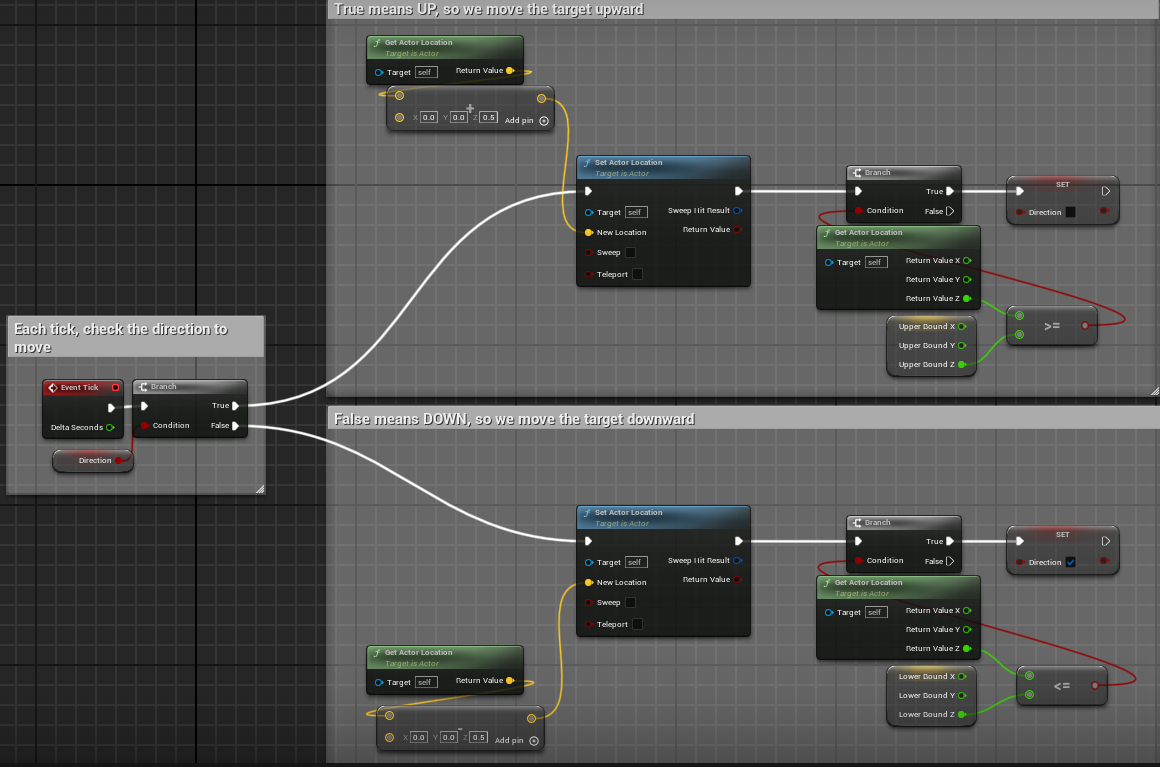 True means UP, so we move the target upward
Get Actor Location
Target is Actor
Target self Return Value
X 0.0 Y 0.0 Z 0.5 Add pin
Set Actor Location
Target is Actor
Target self Sweep Hit Result
New Location Return Value
Sweep
Teleport
Branch
True
Condition False
SET
Direction
Get Actor Location
Target is Actor
Target self Return Value X
Return Value Y
Return Value Z
>=
Upper Bound X
Upper Bound Y
Upper Bound Z
Each tick, check the direction to
move
Event Tick
Delta Seconds
Branch
True
Condition False
Direction
False means DOWN, so we move the target downward
Set Actor Location
Target is Actor
Target self Sweep Hit Result
New Location Return Value
Sweep
Teleport
Branch
True
Condition False
SET
Direction
Get Actor Location
Target is Actor
Target self Return Value X
Return Value Y
Return Value Z
<=
Lower Bound X
Lower Bound Y
Lower Bound Z
Get Actor Location
Target is Actor
Target self Return Value
X 0.0 Y 0.0 Z 0.5 Add pin